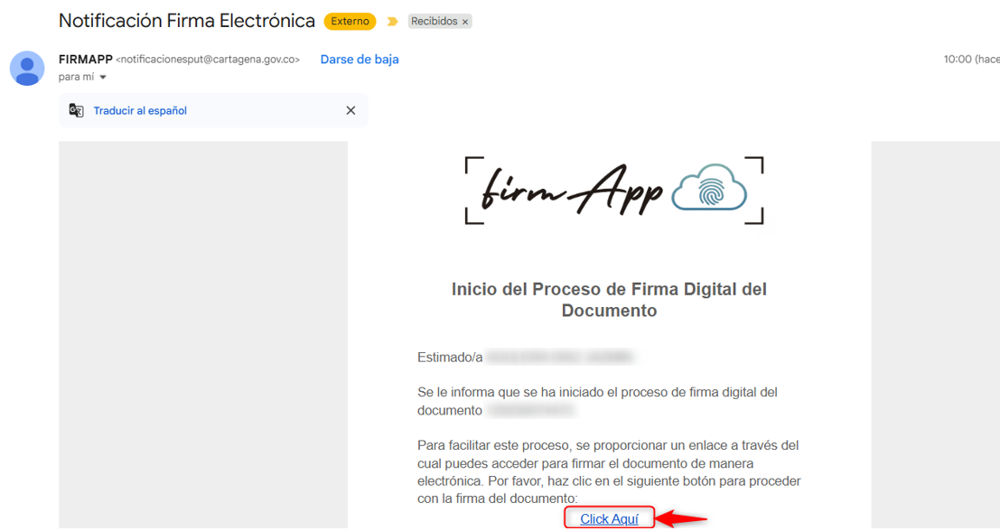 Notificación Firma Electrónica Externo Recibidos ×
FIRMAPP <notificacionesput@cartagena.gov.co> Darse de baja 10:00 (hace
para mí
Traducir al español
firmApp
Inicio del Proceso de Firma Digital del
Documento
Estimado/a
Se le informa que se ha iniciado el proceso de firma digital del
documento
Para facilitar este proceso, se proporcionar un enlace a través del
cual puedes acceder para firmar el documento de manera
electrónica. Por favor, haz clic en el siguiente botón para proceder
con la firma del documento:
Click Aquí